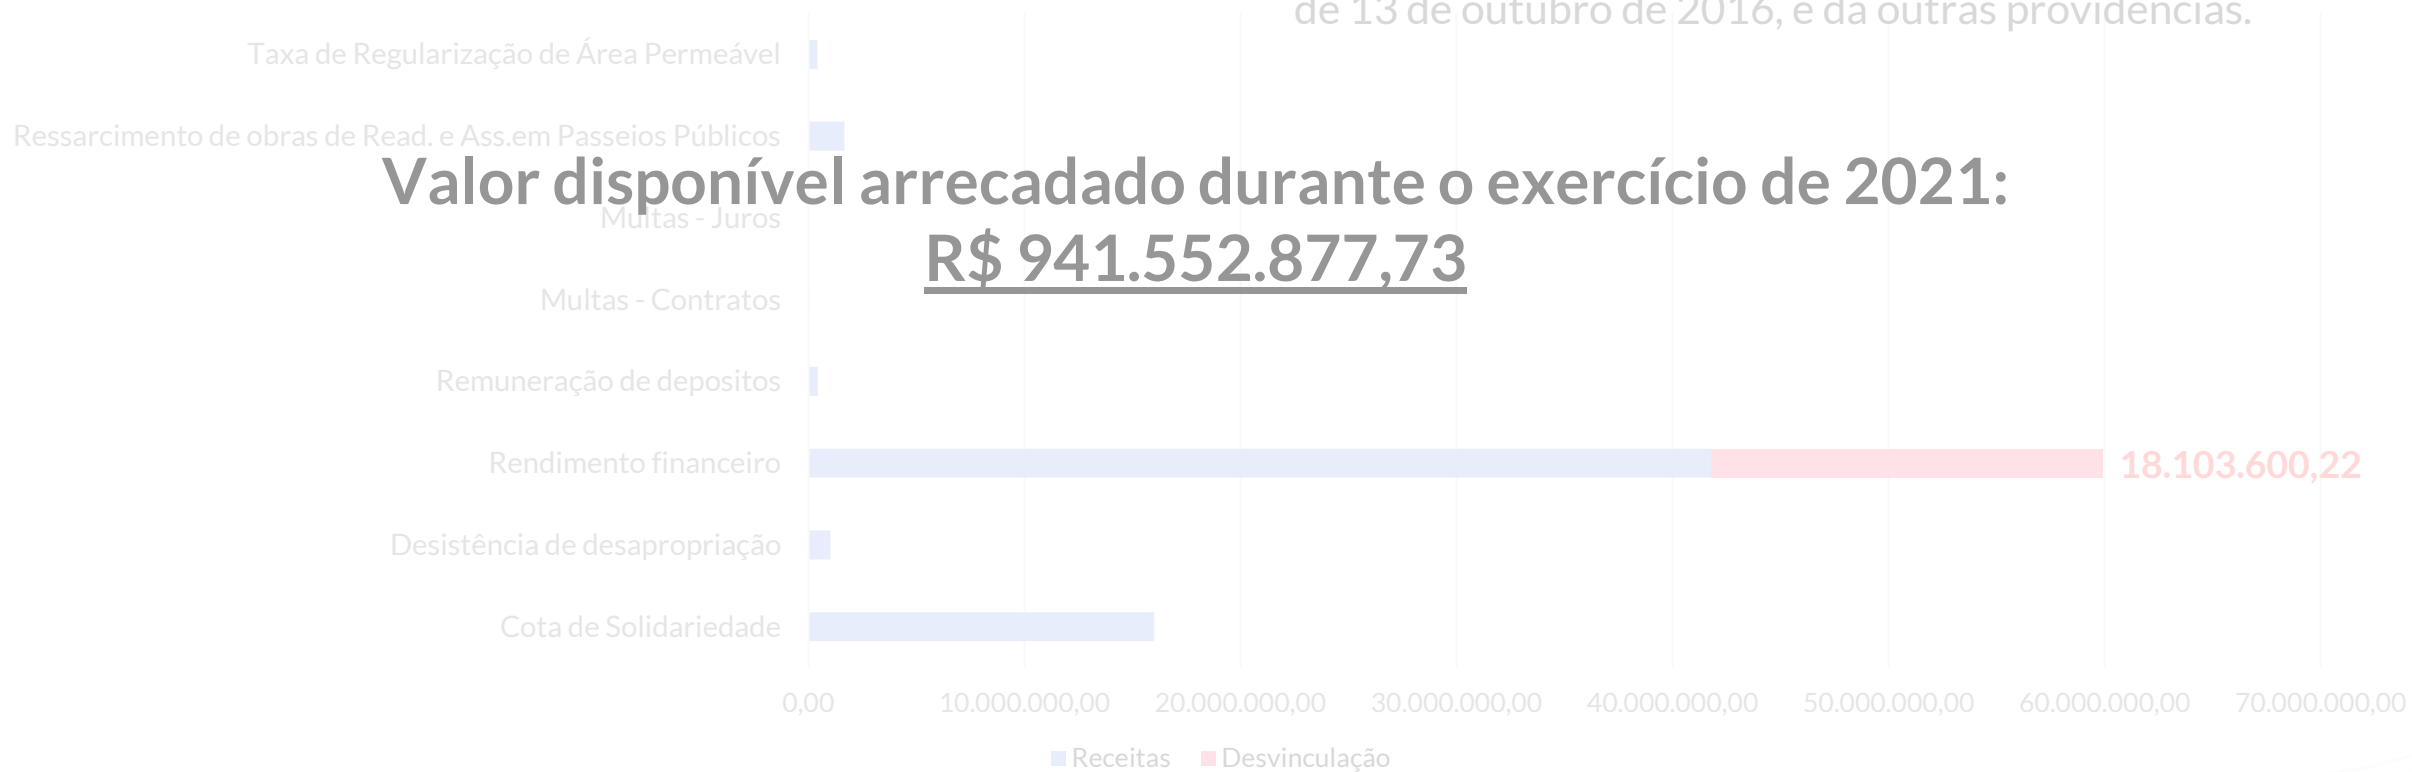 de 13 de outubro de 2016, e dá outras providências.
Taxa de Regularização de Área Permeável
Ressarcimento de obras de Read. e Ass.em Passeios Públicos
Valor disponível arrecadado durante o exercício de 2021:
Multas - Juros
R$ 941.552.877,73
Multas - Contratos
Remuneração de depositos
Rendimento financeiro
18.103.600,22
Desistência de desapropriação
Cota de Solidariedade
0,00 10.000.000,00 20.000.000,00 30.000.000,00 40.000.000,00 50.000.000,00 60.000.000,00 70.000.000,00
Receitas Desvinculação